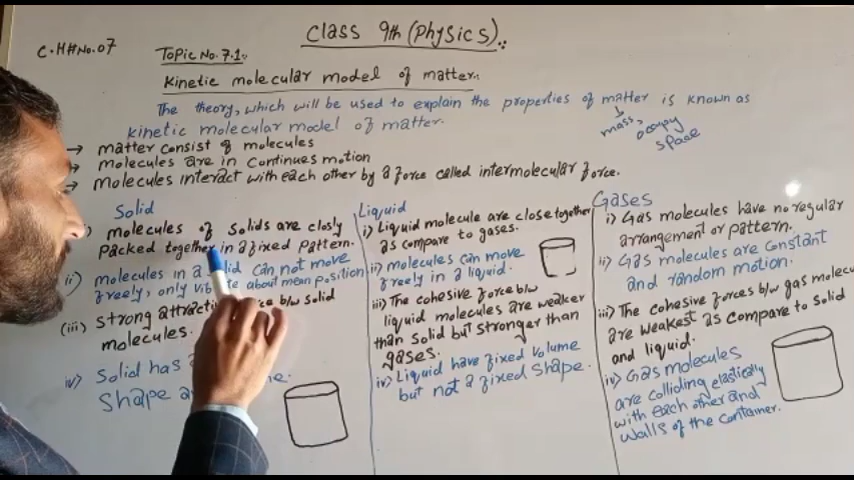 Class 9th (Physics)
C.H#No.07
Topic No.7.1:
Kinetic molecular model of matter.
The theory, which will be used to explain the properties of matter is known as
kinetic molecular model of matter.
mass,
occupy
space
→ matter consist of molecules
→ molecules are in continues motion
→ molecules interact with each other by a force called intermolecular force.
Solid
i) molecules of solids are closly
packed together in a fixed pattern.
ii) molecules in a solid can not move
freely, only about mean position
(iii) strong b/w solid
molecules.
iv) Solid has
Shape
Liquid
i) Liquid molecule are close together
as compare to gases.
ii) molecules can move
freely in a liquid.
iii) The cohesive force b/w
liquid molecules are weaker
than solid but stronger than
gases.
iv) Liquid have fixed volume
but not a fixed shape.
Gases
i) Gas molecules have no regular
arrangement or pattern.
ii) Gas molecules are constant
and random motion.
iii) The cohesive forces b/w gas molecu
are weakest as compare to solid
and liquid.
iv) Gas molecules
are colliding elastically
with each other and
walls of the container.